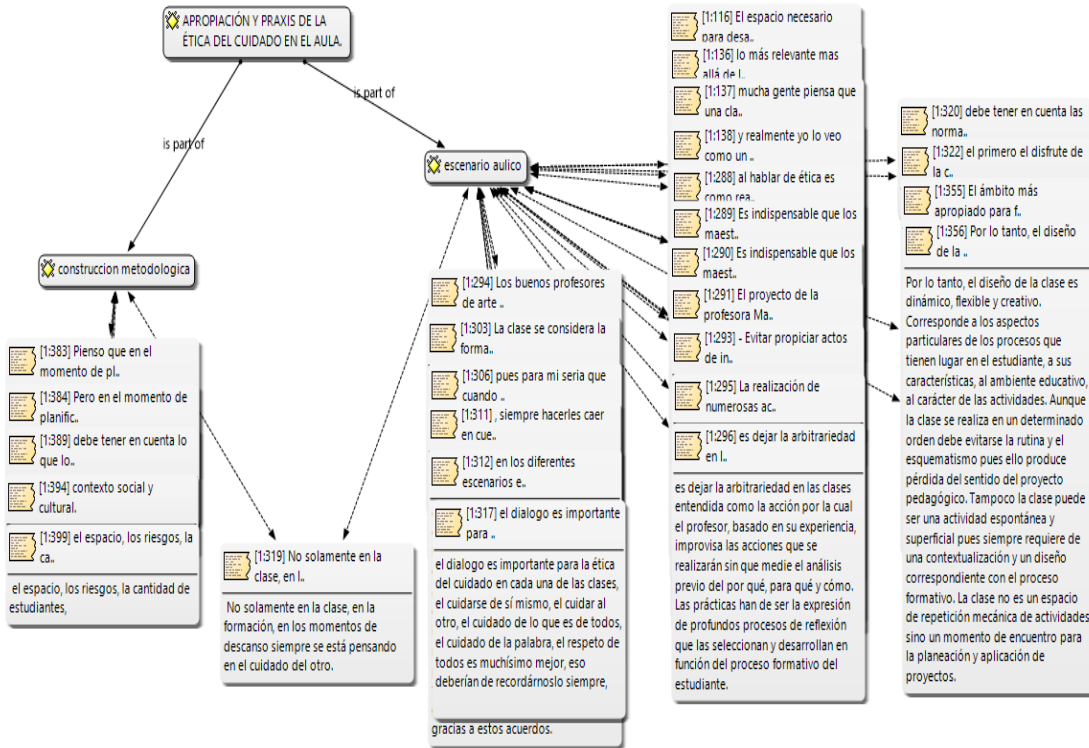 APROPIACIÓN Y PRAXIS DE LA
ÉTICA DEL CUIDADO EN EL AULA.
is part of
is part of
escenario aulico
construccion metodologica
[1:383] Pienso que en el
momento de pl..
[1:384] Pero en el momento de
planific..
[1:389] debe tener en cuenta lo
que lo..
[1:394] contexto social y
cultural.
[1:399] el espacio, los riesgos, la
ca..
el espacio, los riesgos, la cantidad de
estudiantes,
[1:319] No solamente en la
clase, en l..
No solamente en la clase, en la
formación, en los momentos de
descanso siempre se está pensando
en el cuidado del otro.
[1:294] Los buenos profesores
de arte ..
[1:303] La clase se considera la
forma..
[1:306] pues para mi seria que
cuando ..
[1:311] , siempre hacerles caer
en cue..
[1:312] en los diferentes
escenarios e..
[1:317] el dialogo es importante
para ..
el dialogo es importante para la ética
del cuidado en cada una de las clases,
el cuidarse de sí mismo, el cuidar al
otro, el cuidado de lo que es de todos,
el cuidado de la palabra, el respeto de
todos es muchísimo mejor, eso
deberían de recordárnoslo siempre,
gracias a estos acuerdos.
[1:116] El espacio necesario
para desa..
[1:136] lo más relevante mas
allá de l..
[1:137] mucha gente piensa que
una cla..
[1:138] y realmente yo lo veo
como un ..
[1:288] al hablar de ética es
como rea..
[1:289] Es indispensable que los
maest..
[1:290] Es indispensable que los
maest..
[1:291] El proyecto de la
profesora Ma..
[1:293] - Evitar propiciar actos
de in..
[1:295] La realización de
numerosas ac..
[1:296] es dejar la arbitrariedad
en l..
es dejar la arbitrariedad en las clases
entendida como la acción por la cual
el profesor, basado en su experiencia,
improvisa las acciones que se
realizarán sin que medie el análisis
previo del por qué, para qué y cómo.
Las prácticas han de ser la expresión
de profundos procesos de reflexión
que las seleccionan y desarrollan en
función del proceso formativo del
estudiante.
[1:320] debe tener en cuenta las
norma..
[1:322] el primero el disfrute de
la c..
[1:355] El ámbito más
apropiado para f..
[1:356] Por lo tanto, el diseño
de la ..
Por lo tanto, el diseño de la clase es
dinámico, flexible y creativo.
Corresponde a los aspectos
particulares de los procesos que
tienen lugar en el estudiante, a sus
características, al ambiente educativo,
al carácter de las actividades. Aunque
la clase se realiza en un determinado
orden debe evitarse la rutina y el
esquematismo pues ello produce
pérdida del sentido del proyecto
pedagógico. Tampoco la clase puede
ser una actividad espontánea y
superficial pues siempre requiere de
una contextualización y un diseño
correspondiente con el proceso
formativo. La clase no es un espacio
de repetición mecánica de actividades
sino un momento de encuentro para
la planeación y aplicación de
proyectos.